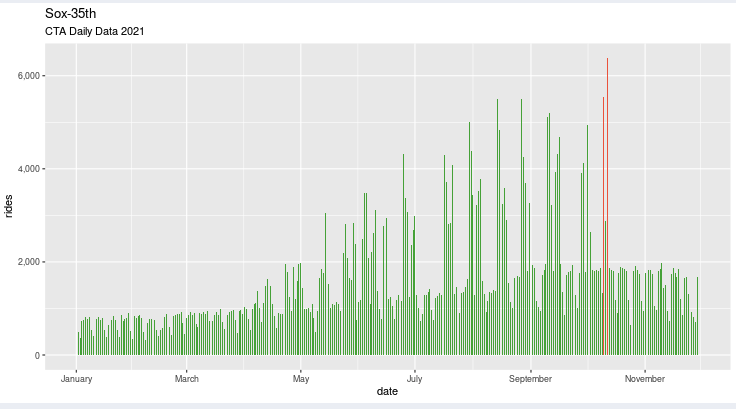 Sox-35th
CTA Daily Data 2021
6,000
4,000
2,000
0
rides
January March May July September November
date